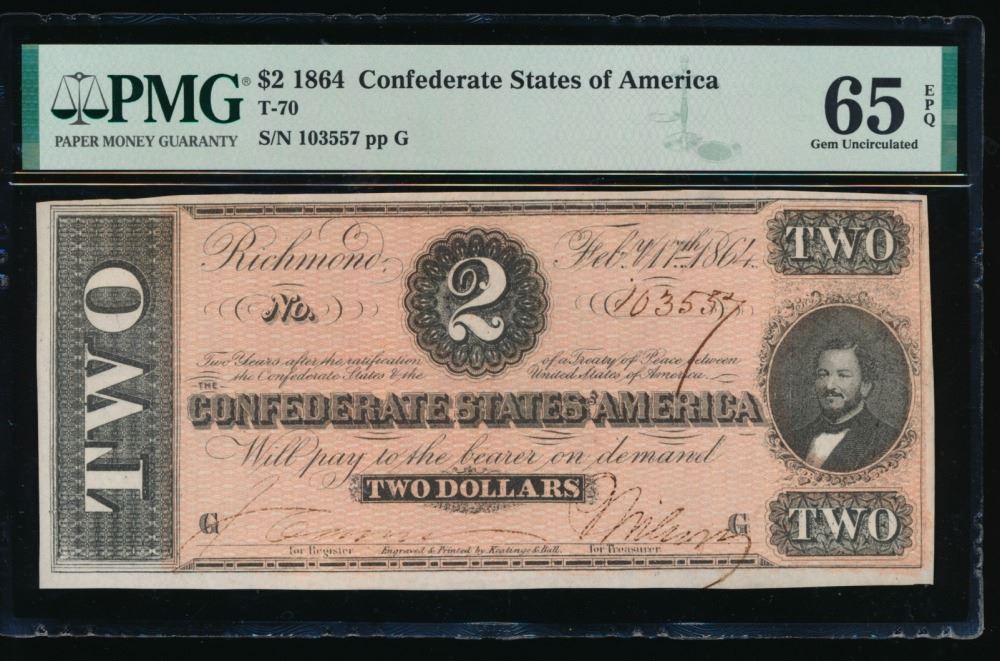 PMG®
PAPER MONEY GUARANTY
$2 1864 Confederate States of America
T-70
S/N 103557 pp G
65
EPQ
Gem Uncirculated
TWO
Richmond, Feb.y 17th 1864.
2
TWO
No. 103557
Two Years after the ratification of a Treaty of Peace between
the Confederate States & the United States of America.
THE
CONFEDERATE STATES OF AMERICA
Will pay to the bearer on demand
TWO DOLLARS
G G
TWO
for Register Engraved & Printed by Keatinge & Ball. for Treasurer